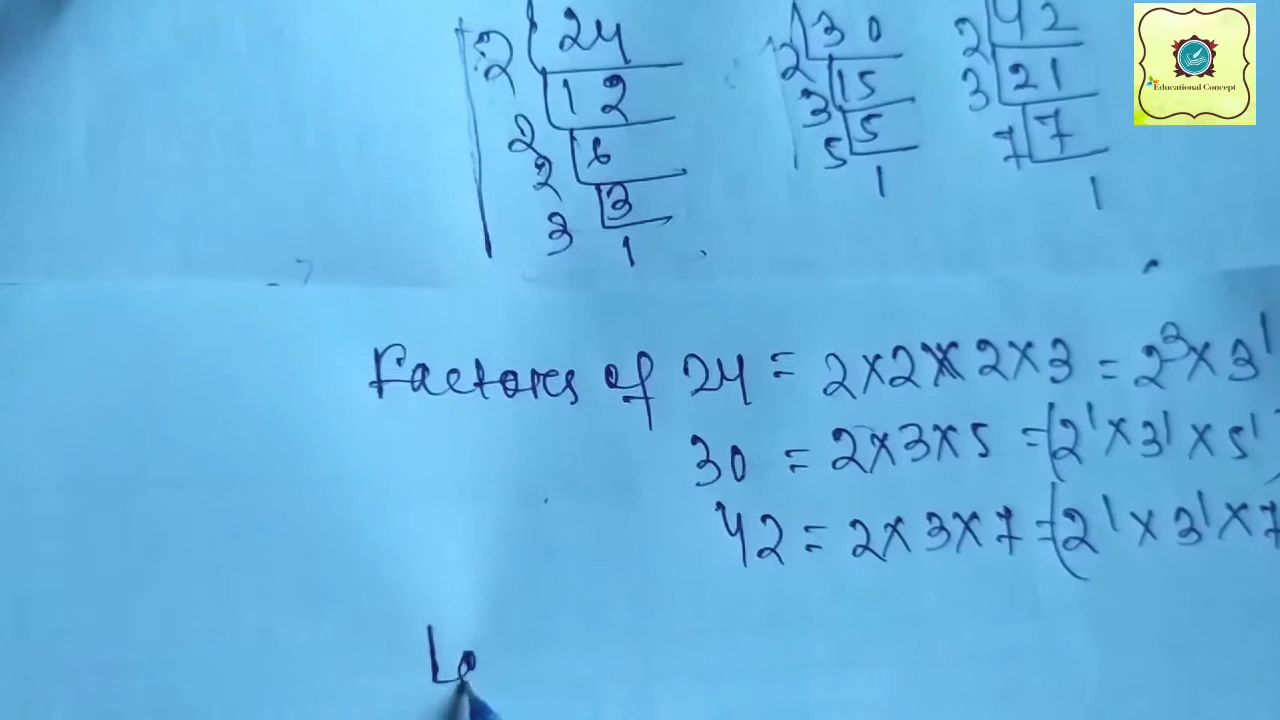 2 24 2 30 2 42
12 3 15 3 21
2 6 5 5 7 7
2 3 1 1
3 1
Educational Concept
Factores of 24 = 2×2×2×3 = 2³×3¹
30 = 2×3×5 = (2¹×3¹×5¹)
42 = 2×3×7 = (2¹×3¹×7